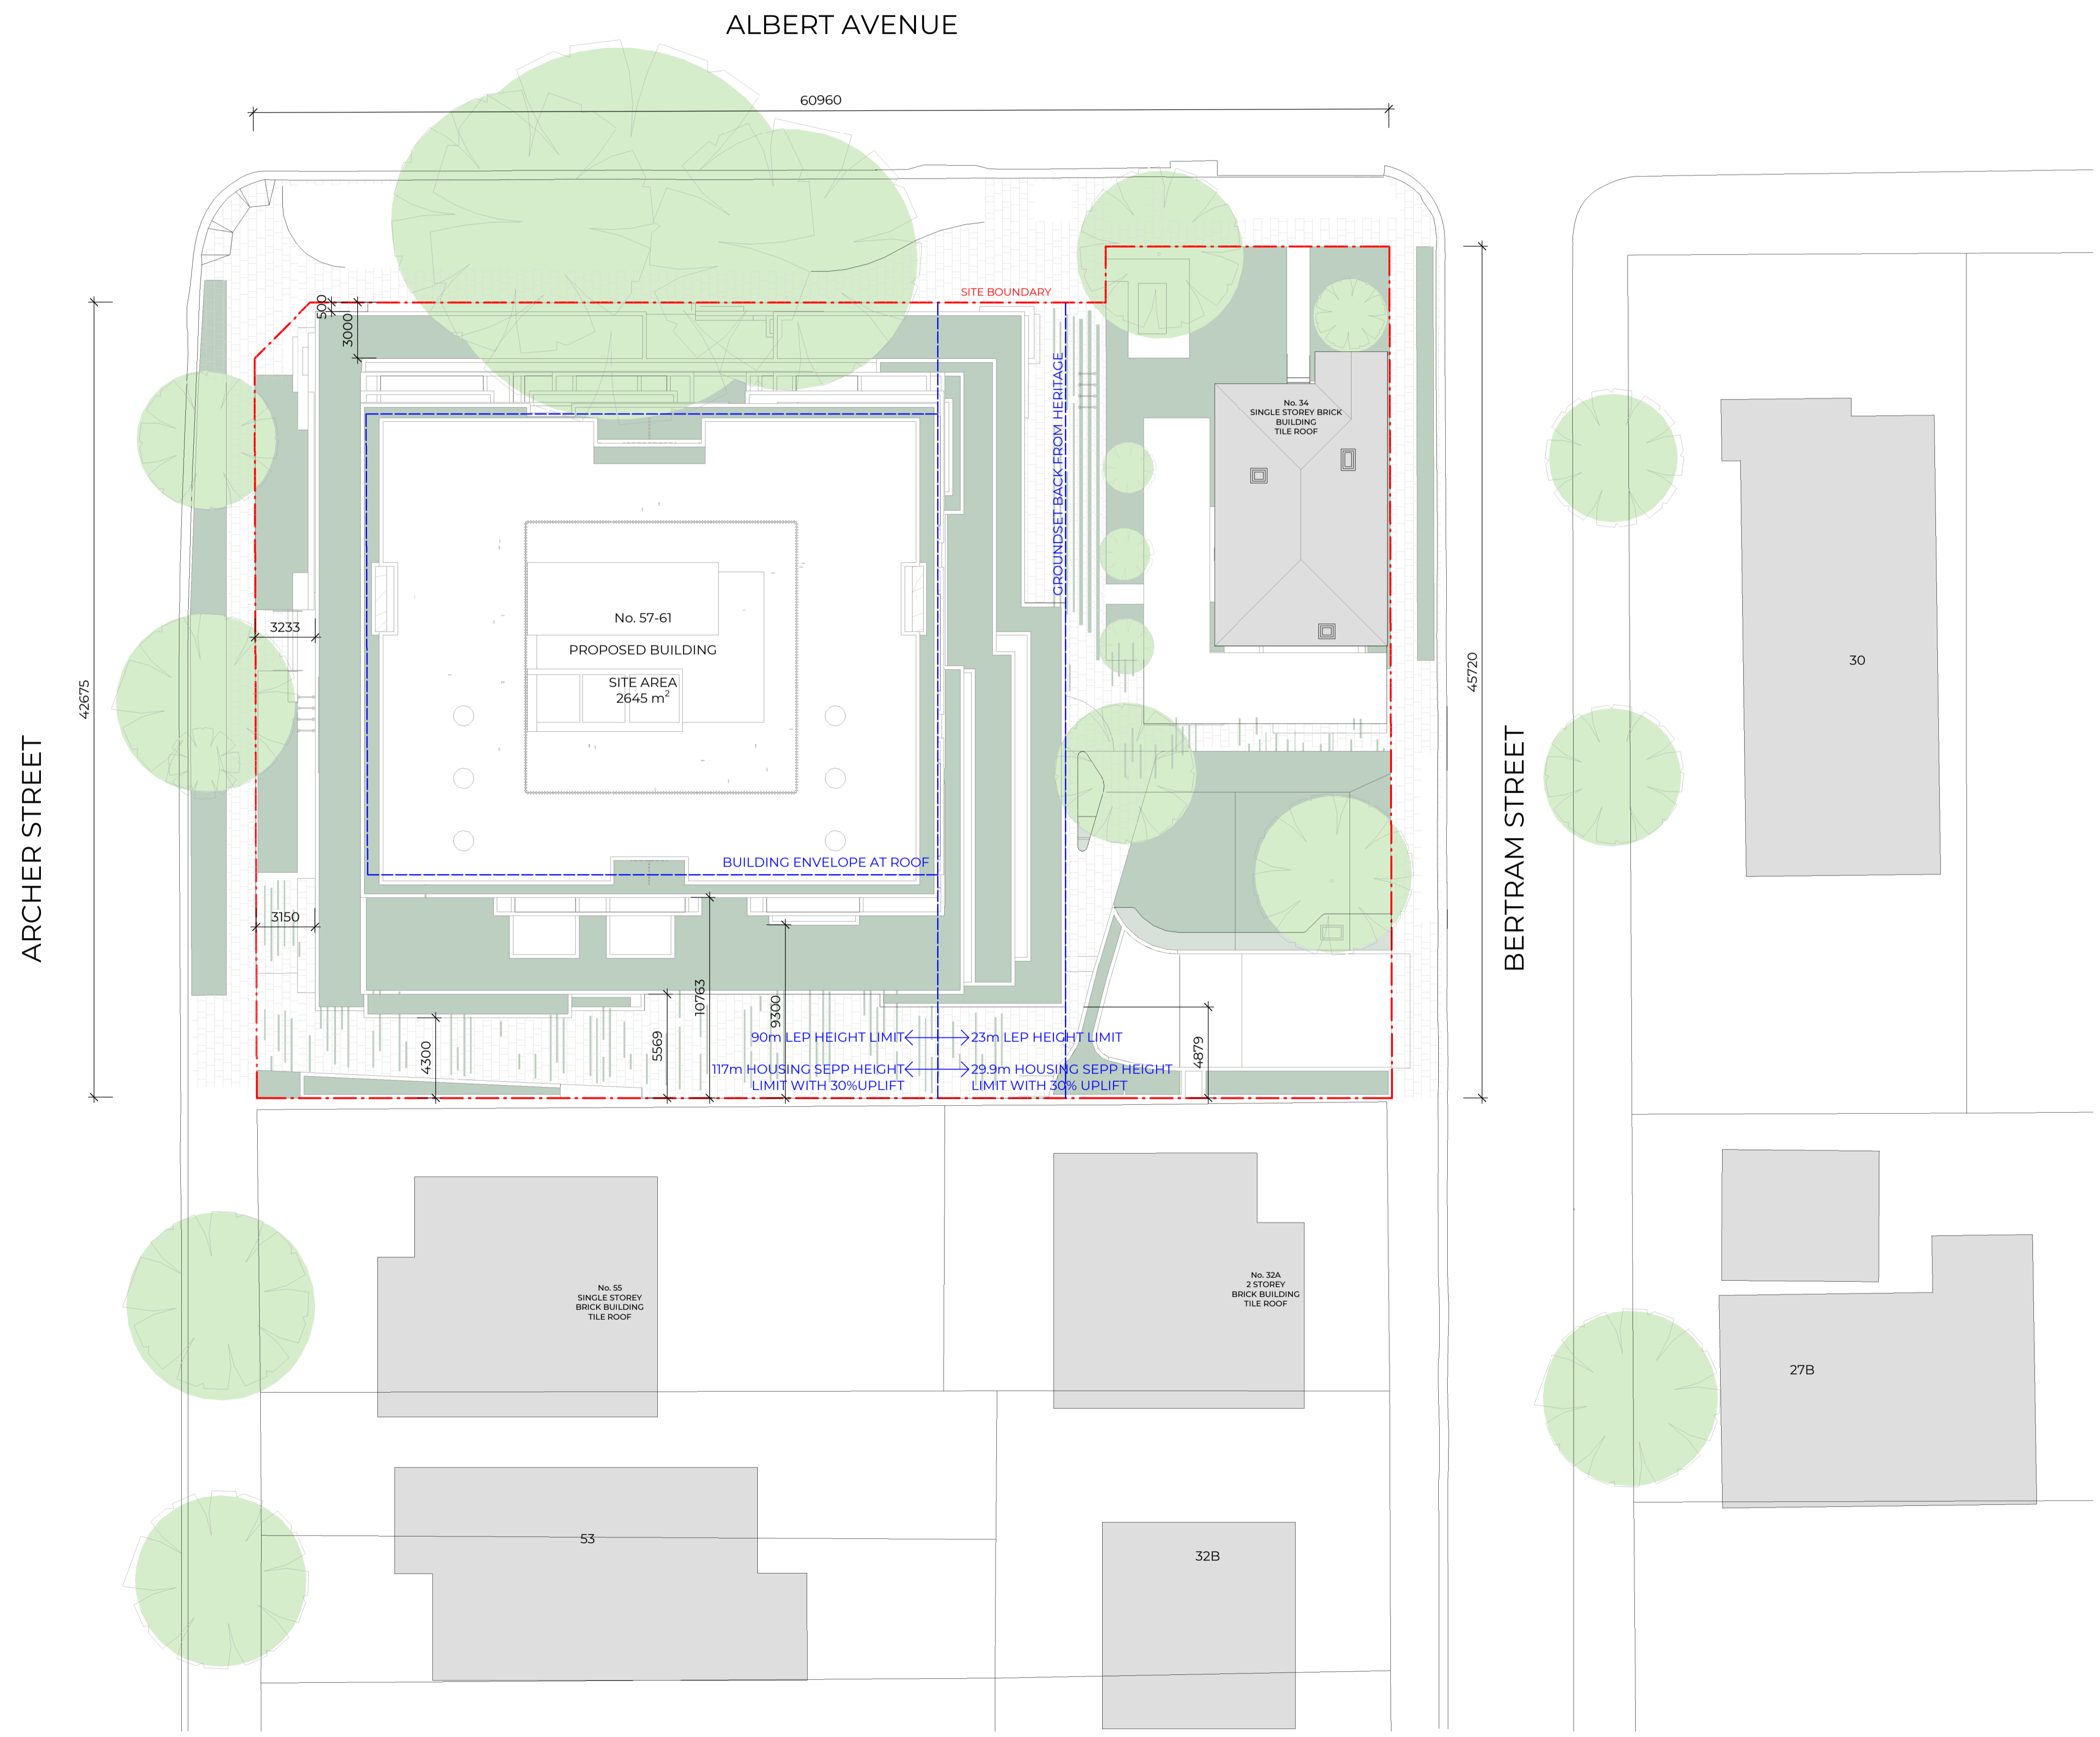 ALBERT AVENUE
60960
SITE BOUNDARY
500
3000
GROUNDSET BACK FROM HERITAGE
No. 34
SINGLE STOREY BRICK
BUILDING
TILE ROOF
42675
ARCHER STREET
3233
No. 57-61
PROPOSED BUILDING
SITE AREA
2645 m²
45720
BERTRAM STREET
30
BUILDING ENVELOPE AT ROOF
3150
4300
5569
10763
9300
4879
90m LEP HEIGHT LIMIT
23m LEP HEIGHT LIMIT
117m HOUSING SEPP HEIGHT
LIMIT WITH 30%UPLIFT
29.9m HOUSING SEPP HEIGHT
LIMIT WITH 30% UPLIFT
No. 55
SINGLE STOREY
BRICK BUILDING
TILE ROOF
No. 32A
2 STOREY
BRICK BUILDING
TILE ROOF
27B
53
32B